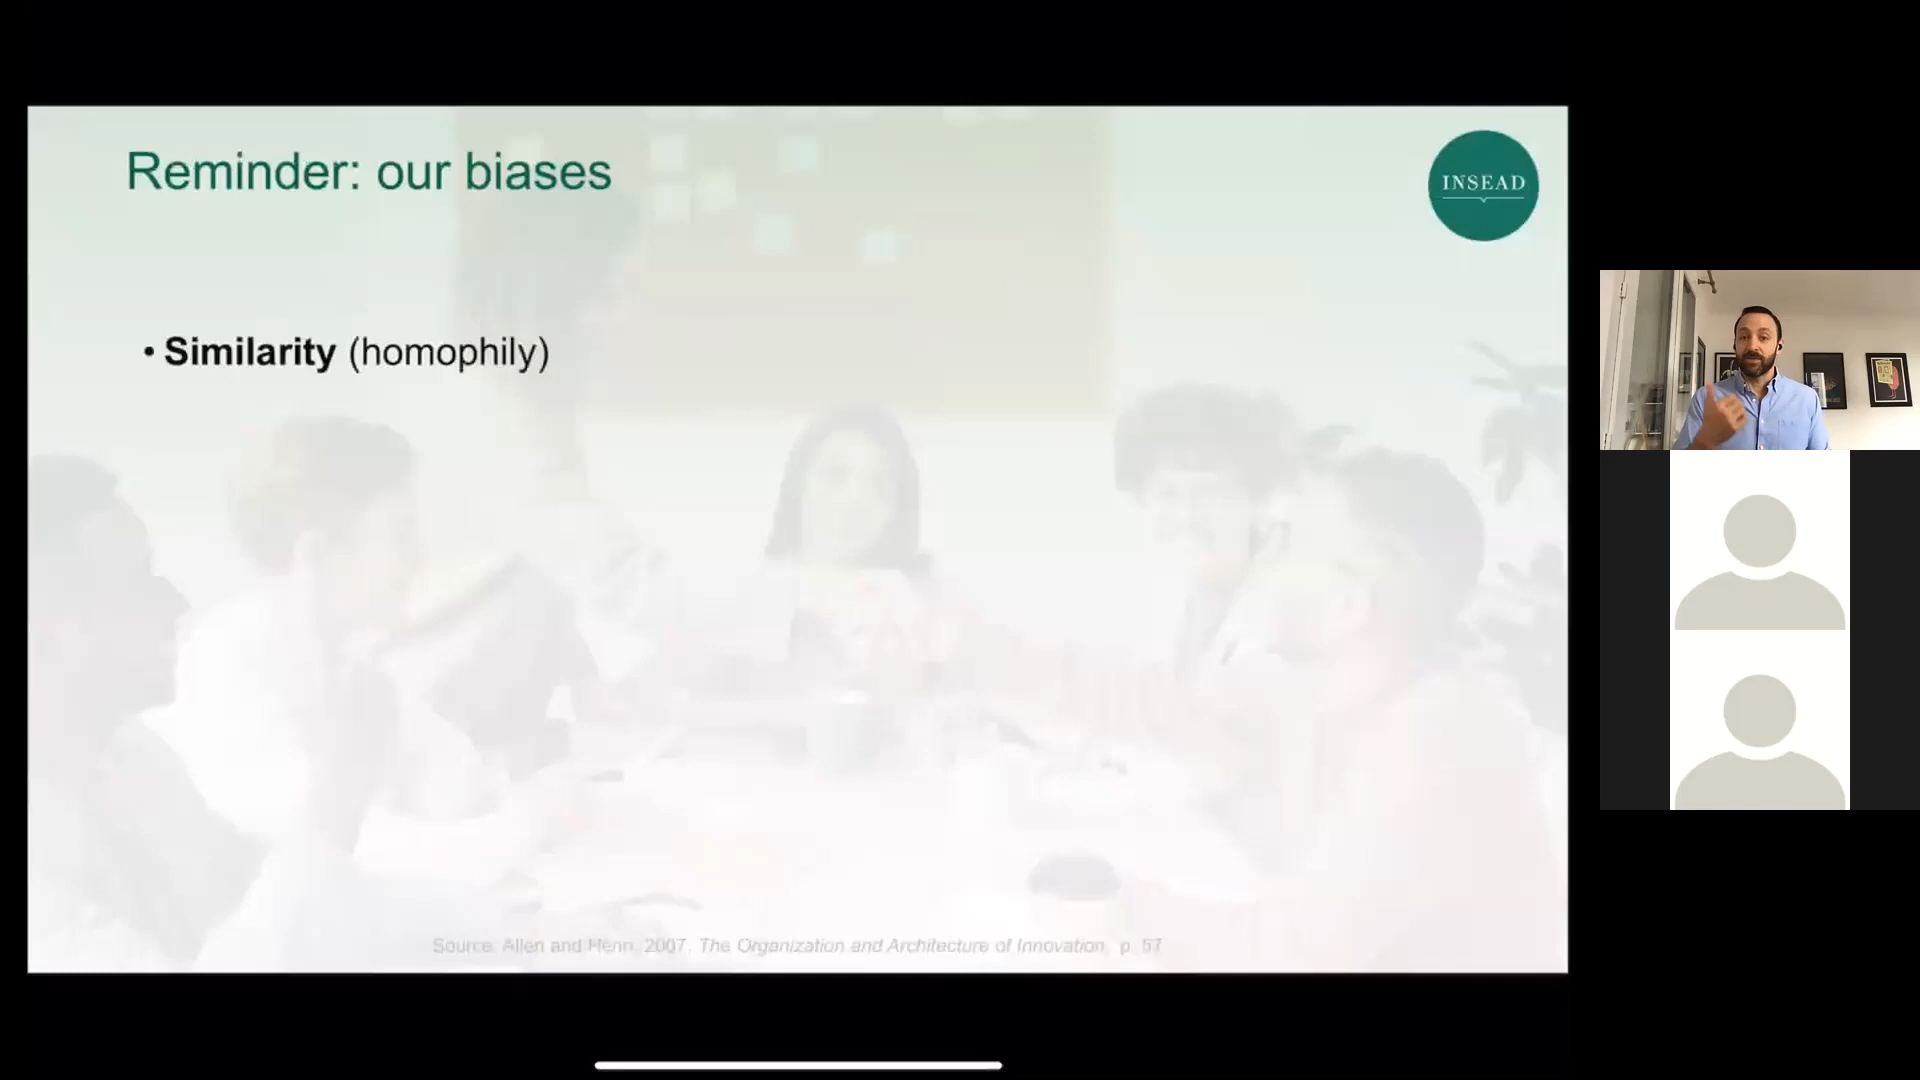 Reminder: our biases
INSEAD
• Similarity (homophily)
Source: Allen and Henn, 2007. The Organization and Architecture of Innovation, p. 57